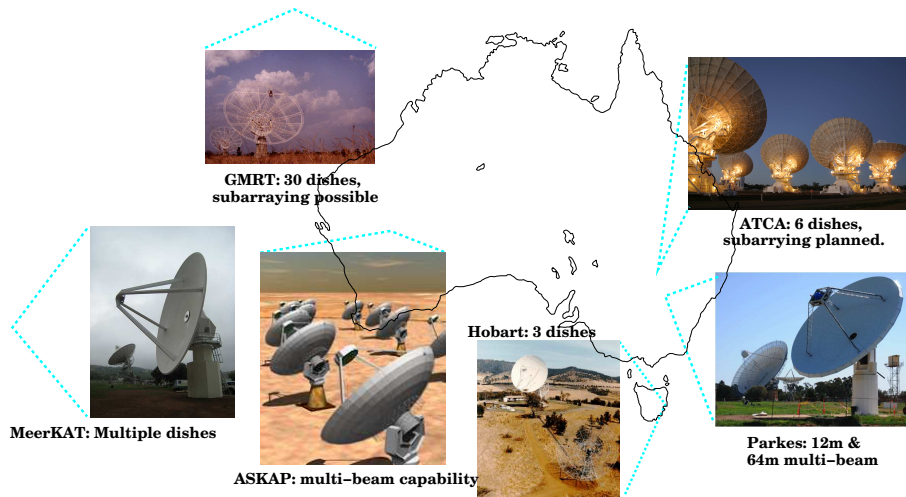 GMRT: 30 dishes,
subarraying possible
ATCA: 6 dishes,
subarrying planned.
Hobart: 3 dishes
MeerKAT: Multiple dishes
Parkes: 12m &
64m multi−beam
ASKAP: multi−beam capability